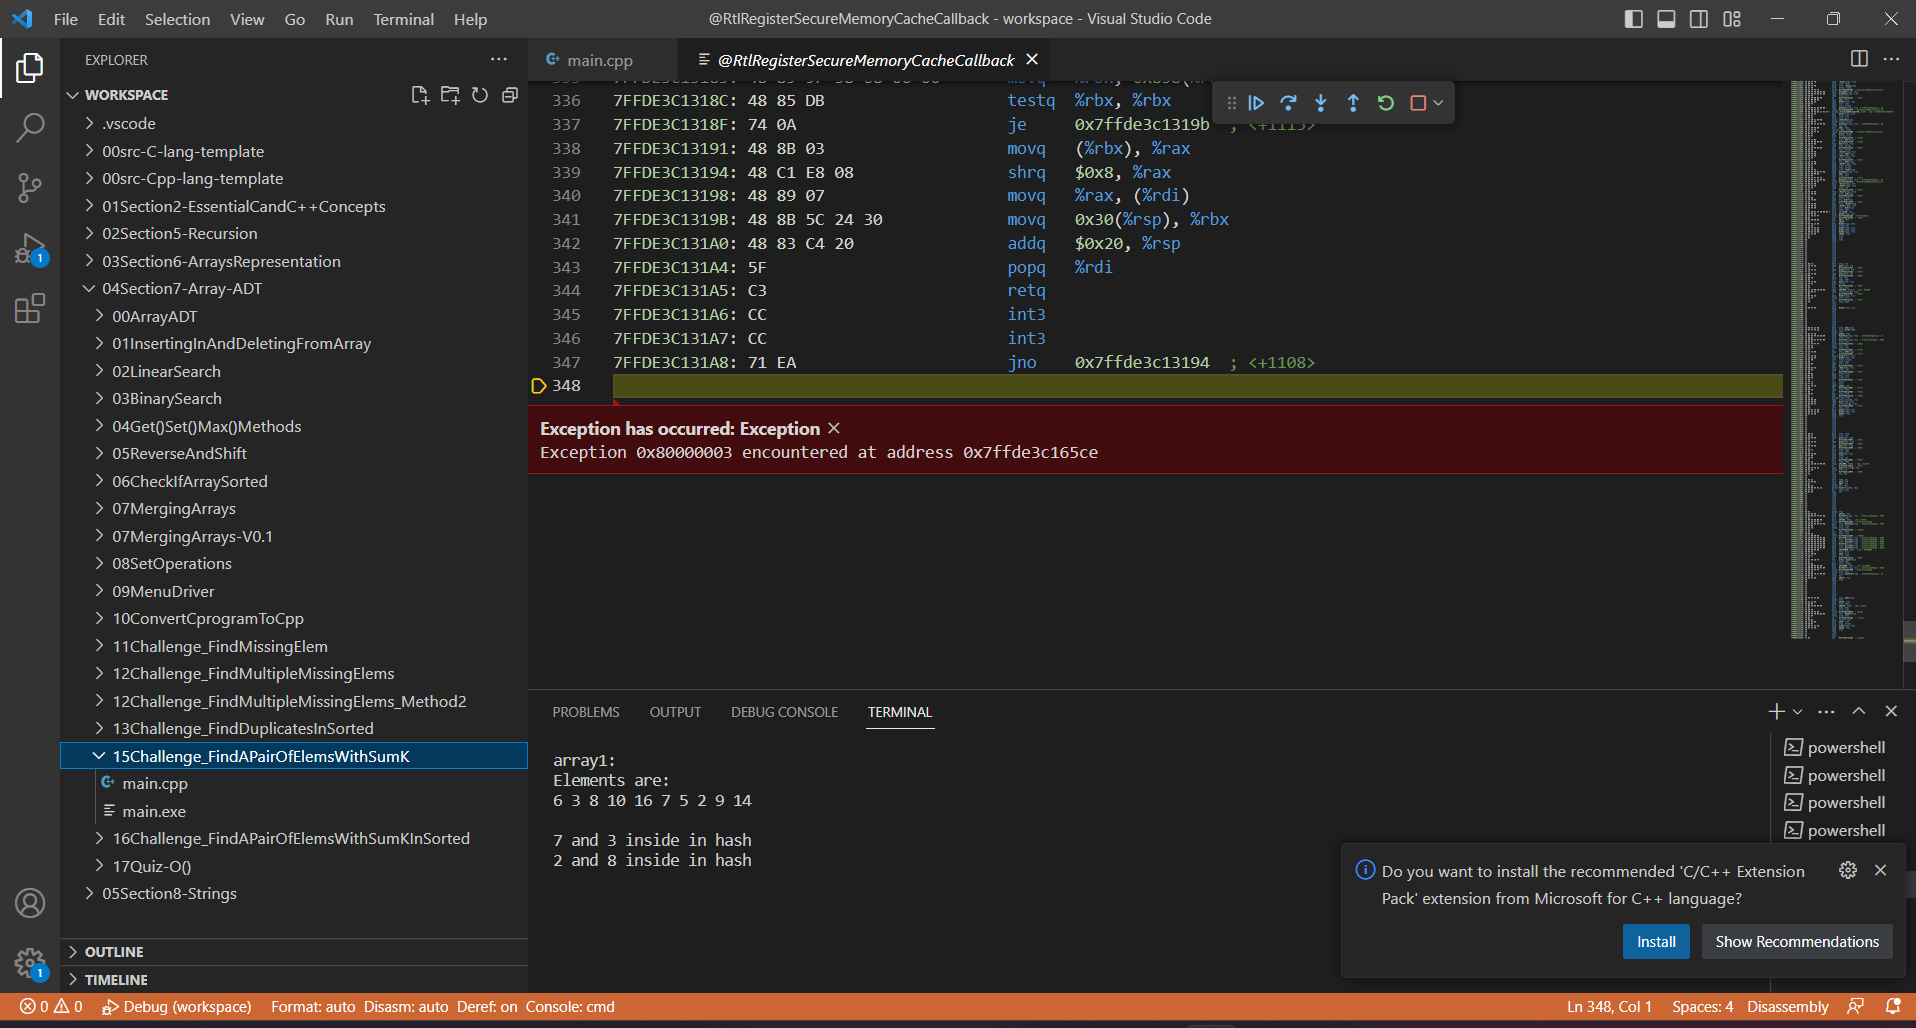 File Edit Selection View Go Run Terminal Help
@RtlRegisterSecureMemoryCacheCallback - workspace - Visual Studio Code
EXPLORER
WORKSPACE
.vscode
00src-C-lang-template
00src-Cpp-lang-template
01Section2-EssentialCandC++Concepts
02Section5-Recursion
03Section6-ArraysRepresentation
04Section7-Array-ADT
00ArrayADT
01InsertingInAndDeletingFromArray
02LinearSearch
03BinarySearch
04Get()Set()Max()Methods
05ReverseAndShift
06CheckIfArraySorted
07MergingArrays
07MergingArrays-V0.1
08SetOperations
09MenuDriver
10ConvertCprogramToCpp
11Challenge_FindMissingElem
12Challenge_FindMultipleMissingElems
12Challenge_FindMultipleMissingElems_Method2
13Challenge_FindDuplicatesInSorted
15Challenge_FindAPairOfElemsWithSumK
main.cpp
main.exe
16Challenge_FindAPairOfElemsWithSumKInSorted
17Quiz-O()
05Section8-Strings
OUTLINE
TIMELINE
1
1
main.cpp
@RtlRegisterSecureMemoryCacheCallback
336 7FFDE3C1318C: 48 85 DB testq %rbx, %rbx
337 7FFDE3C1318F: 74 0A je 0x7ffde3c1319b ; <+1115>
338 7FFDE3C13191: 48 8B 03 movq (%rbx), %rax
339 7FFDE3C13194: 48 C1 E8 08 shrq $0x8, %rax
340 7FFDE3C13198: 48 89 07 movq %rax, (%rdi)
341 7FFDE3C1319B: 48 8B 5C 24 30 movq 0x30(%rsp), %rbx
342 7FFDE3C131A0: 48 83 C4 20 addq $0x20, %rsp
343 7FFDE3C131A4: 5F popq %rdi
344 7FFDE3C131A5: C3 retq
345 7FFDE3C131A6: CC int3
346 7FFDE3C131A7: CC int3
347 7FFDE3C131A8: 71 EA jno 0x7ffde3c13194 ; <+1108>
348
Exception has occurred: Exception
Exception 0x80000003 encountered at address 0x7ffde3c165ce
PROBLEMS OUTPUT DEBUG CONSOLE TERMINAL
array1:
Elements are:
6 3 8 10 16 7 5 2 9 14
7 and 3 inside in hash
2 and 8 inside in hash
powershell
powershell
powershell
powershell
Do you want to install the recommended 'C/C++ Extension
Pack' extension from Microsoft for C++ language?
Install
Show Recommendations
0 0 Debug (workspace) Format: auto Disasm: auto Deref: on Console: cmd
Ln 348, Col 1 Spaces: 4 Disassembly